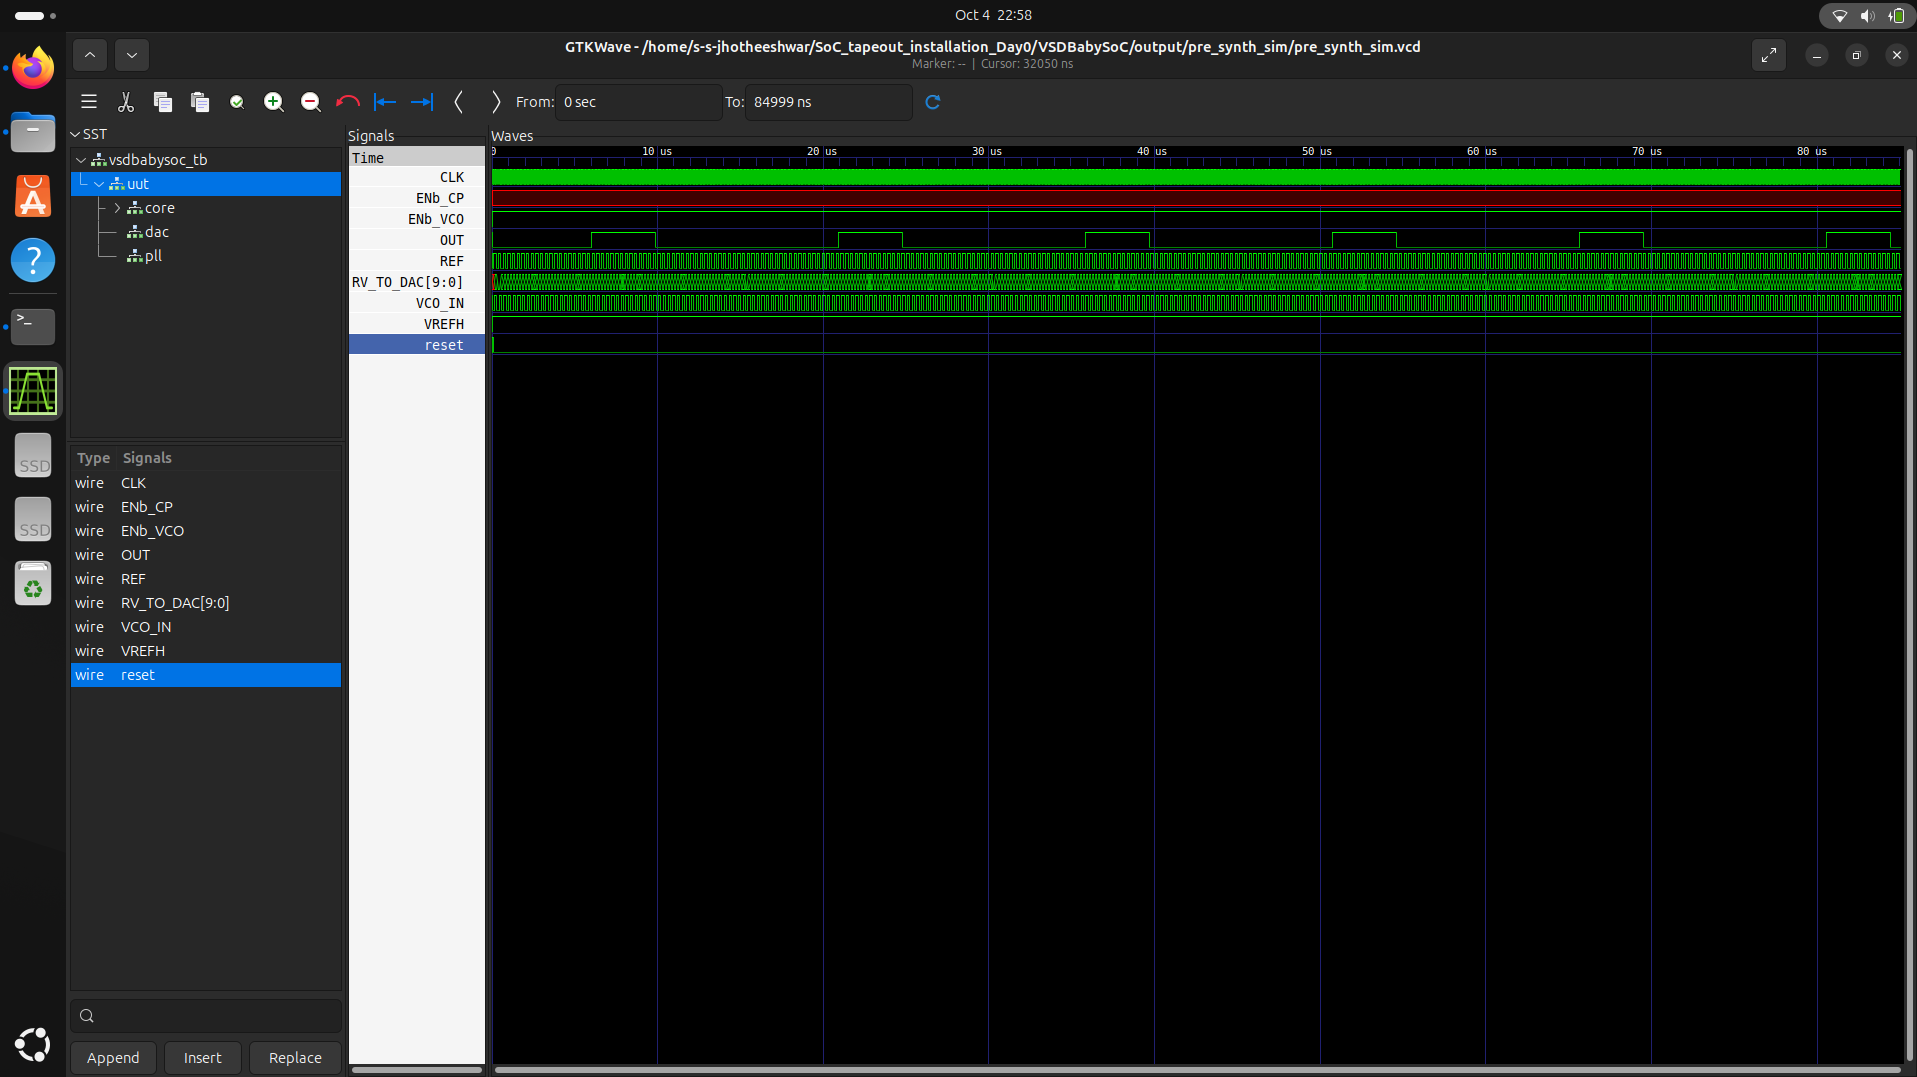 Oct 4 22:58
GTKWave - /home/s-s-jhotheeshwar/SoC_tapeout_installation_Day0/VSDBabySoC/output/pre_synth_sim/pre_synth_sim.vcd
Marker: -- | Cursor: 32050 ns
From: 0 sec To: 84999 ns
SST
vsdbabysoc_tb
uut
core
dac
pll
Type Signals
wire CLK
wire ENb_CP
wire ENb_VCO
wire OUT
wire REF
wire RV_TO_DAC[9:0]
wire VCO_IN
wire VREFH
wire reset
Append Insert Replace
Signals
Time
CLK
ENb_CP
ENb_VCO
OUT
REF
RV_TO_DAC[9:0]
VCO_IN
VREFH
reset
Waves
0 10 us 20 us 30 us 40 us 50 us 60 us 70 us 80 us
SSD
SSD